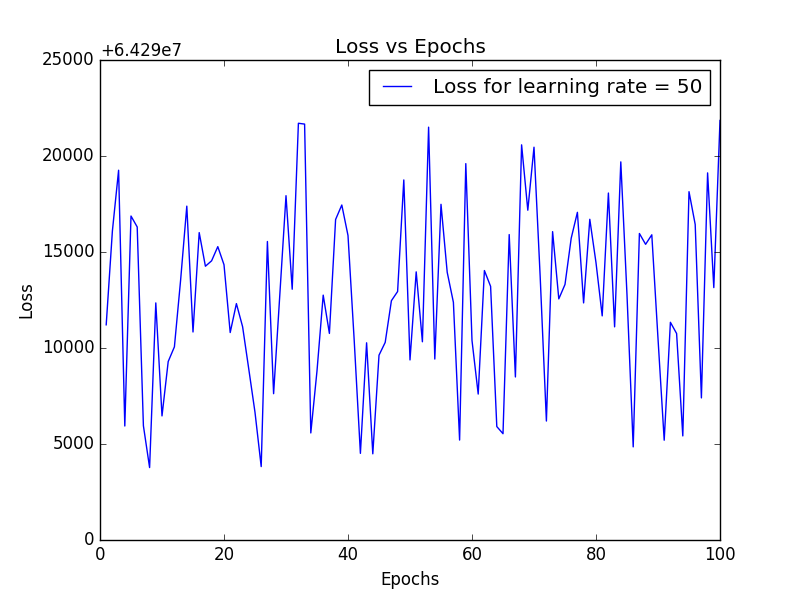 Loss vs Epochs
+6.429e7
Loss for learning rate = 50
25000
20000
15000
10000
5000
0
Loss
0 20 40 60 80 100
Epochs